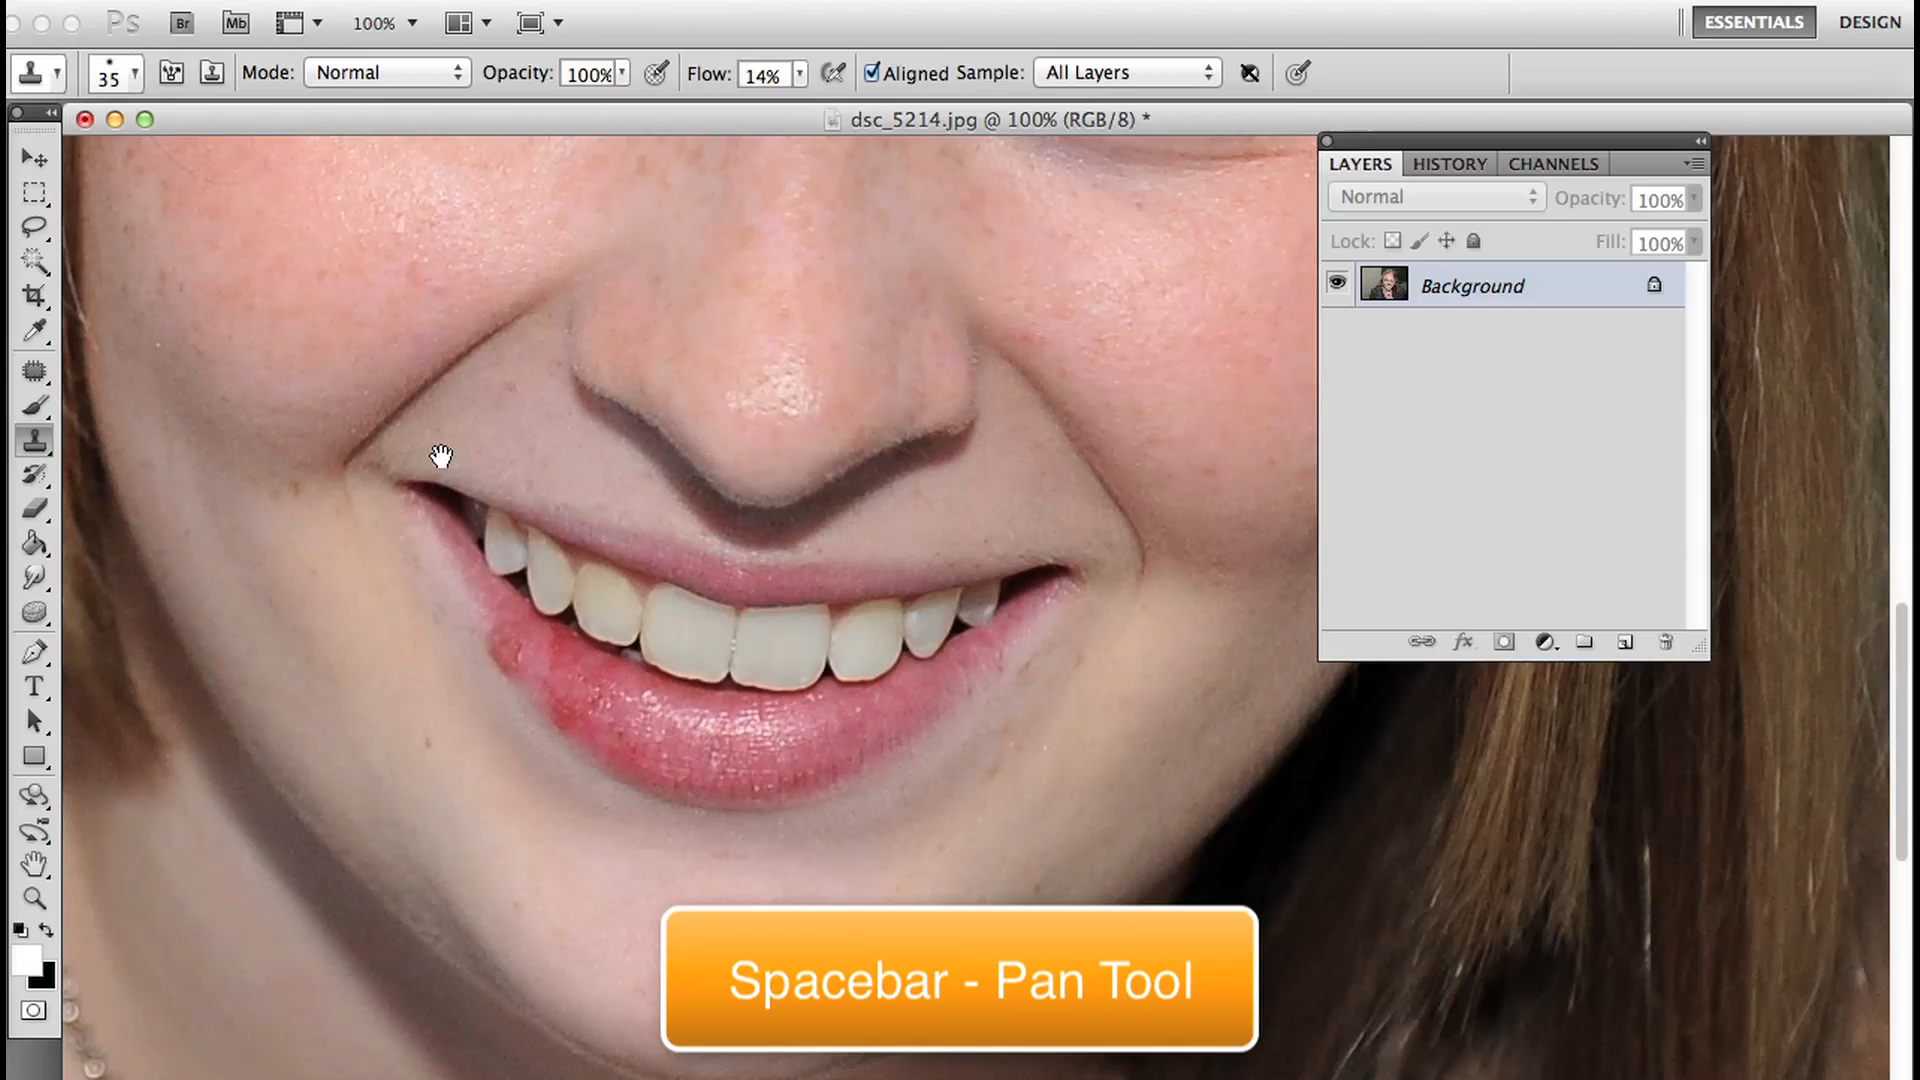 Ps Br Mb 100% ESSENTIALS DESIGN
35 Mode: Normal Opacity: 100% Flow: 14% Aligned Sample: All Layers
dsc_5214.jpg @ 100% (RGB/8) *
LAYERS HISTORY CHANNELS
Normal Opacity: 100%
Lock: Fill: 100%
Background
T
Spacebar - Pan Tool